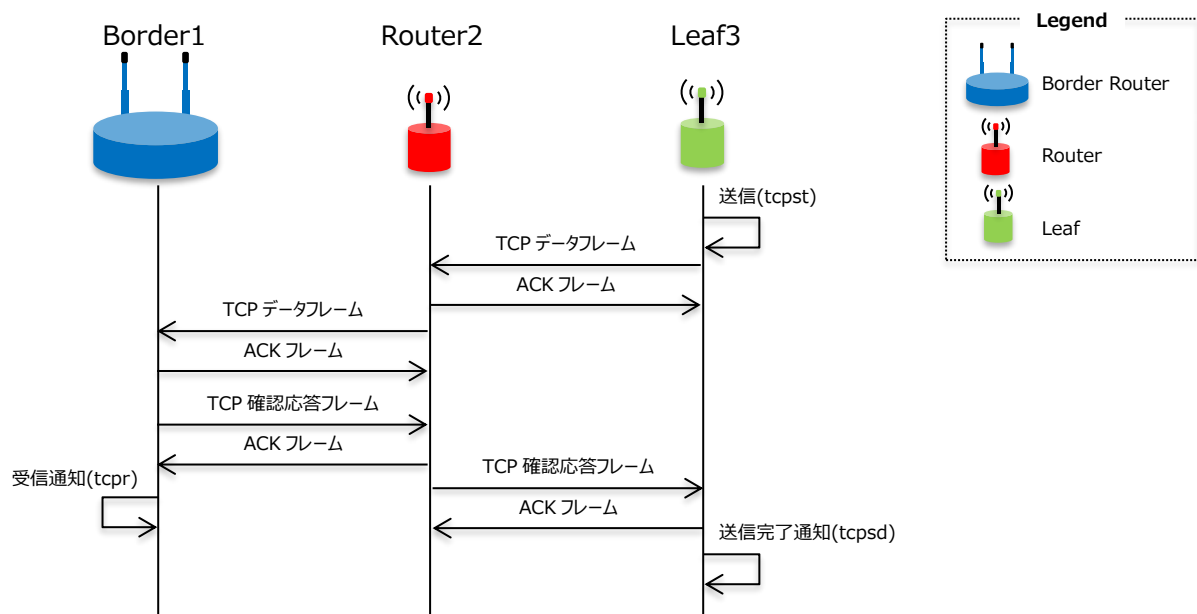 Border1
Router2
Leaf3
Legend
Border Router
Router
Leaf
送信(tcpst)
TCP データフレーム
ACK フレーム
TCP データフレーム
ACK フレーム
TCP 確認応答フレーム
ACK フレーム
TCP 確認応答フレーム
受信通知(tcpr)
ACK フレーム
送信完了通知(tcpsd)